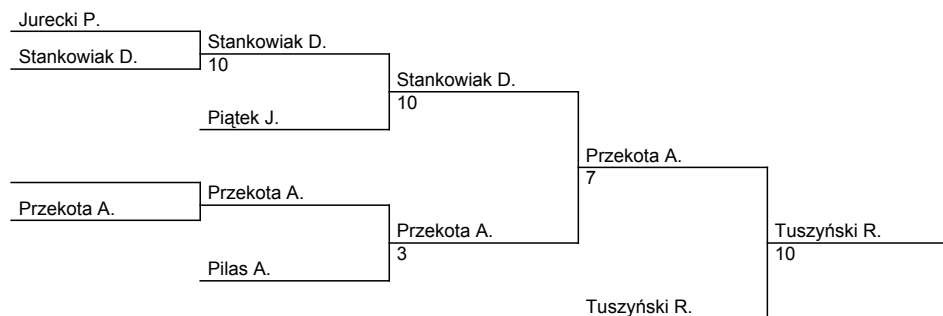 Jurecki P.
Stankowiak D.
Stankowiak D.
10
Stankowiak D.
10
Piątek J.
Przekota A.
7
Przekota A.
Przekota A.
Przekota A.
3
Tuszyński R.
10
Pilas A.
Tuszyński R.